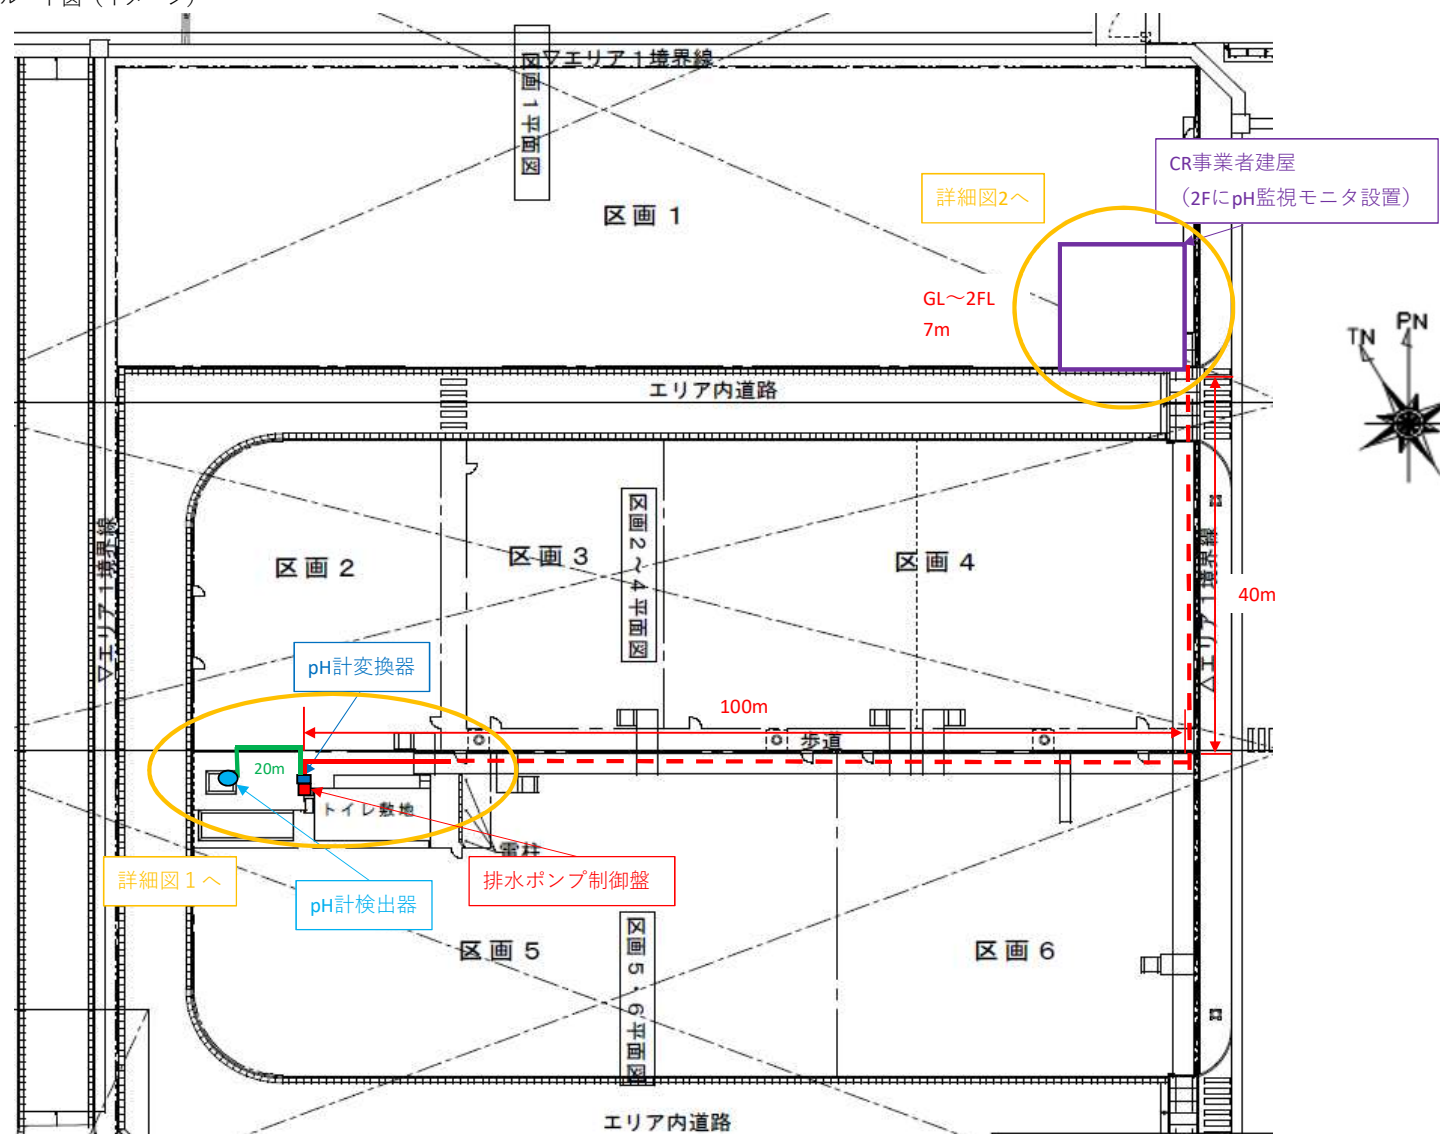 ルート図（イメージ）
▽エリア１境界線
区画１平面図
CR事業者建屋
（2FにpH監視モニタ設置）
詳細図2へ
区画１
GL～2FL
7m
TN
PN
エリア内道路
区画２
区画３
区画２～４平面図
区画４
▽エリア１境界線
▽エリア１境界線
40m
pH計変換器
100m
歩道
20m
トイレ敷地
電柱
詳細図１へ
排水ポンプ制御盤
pH計検出器
区画５
区画５・６平面図
区画６
エリア内道路